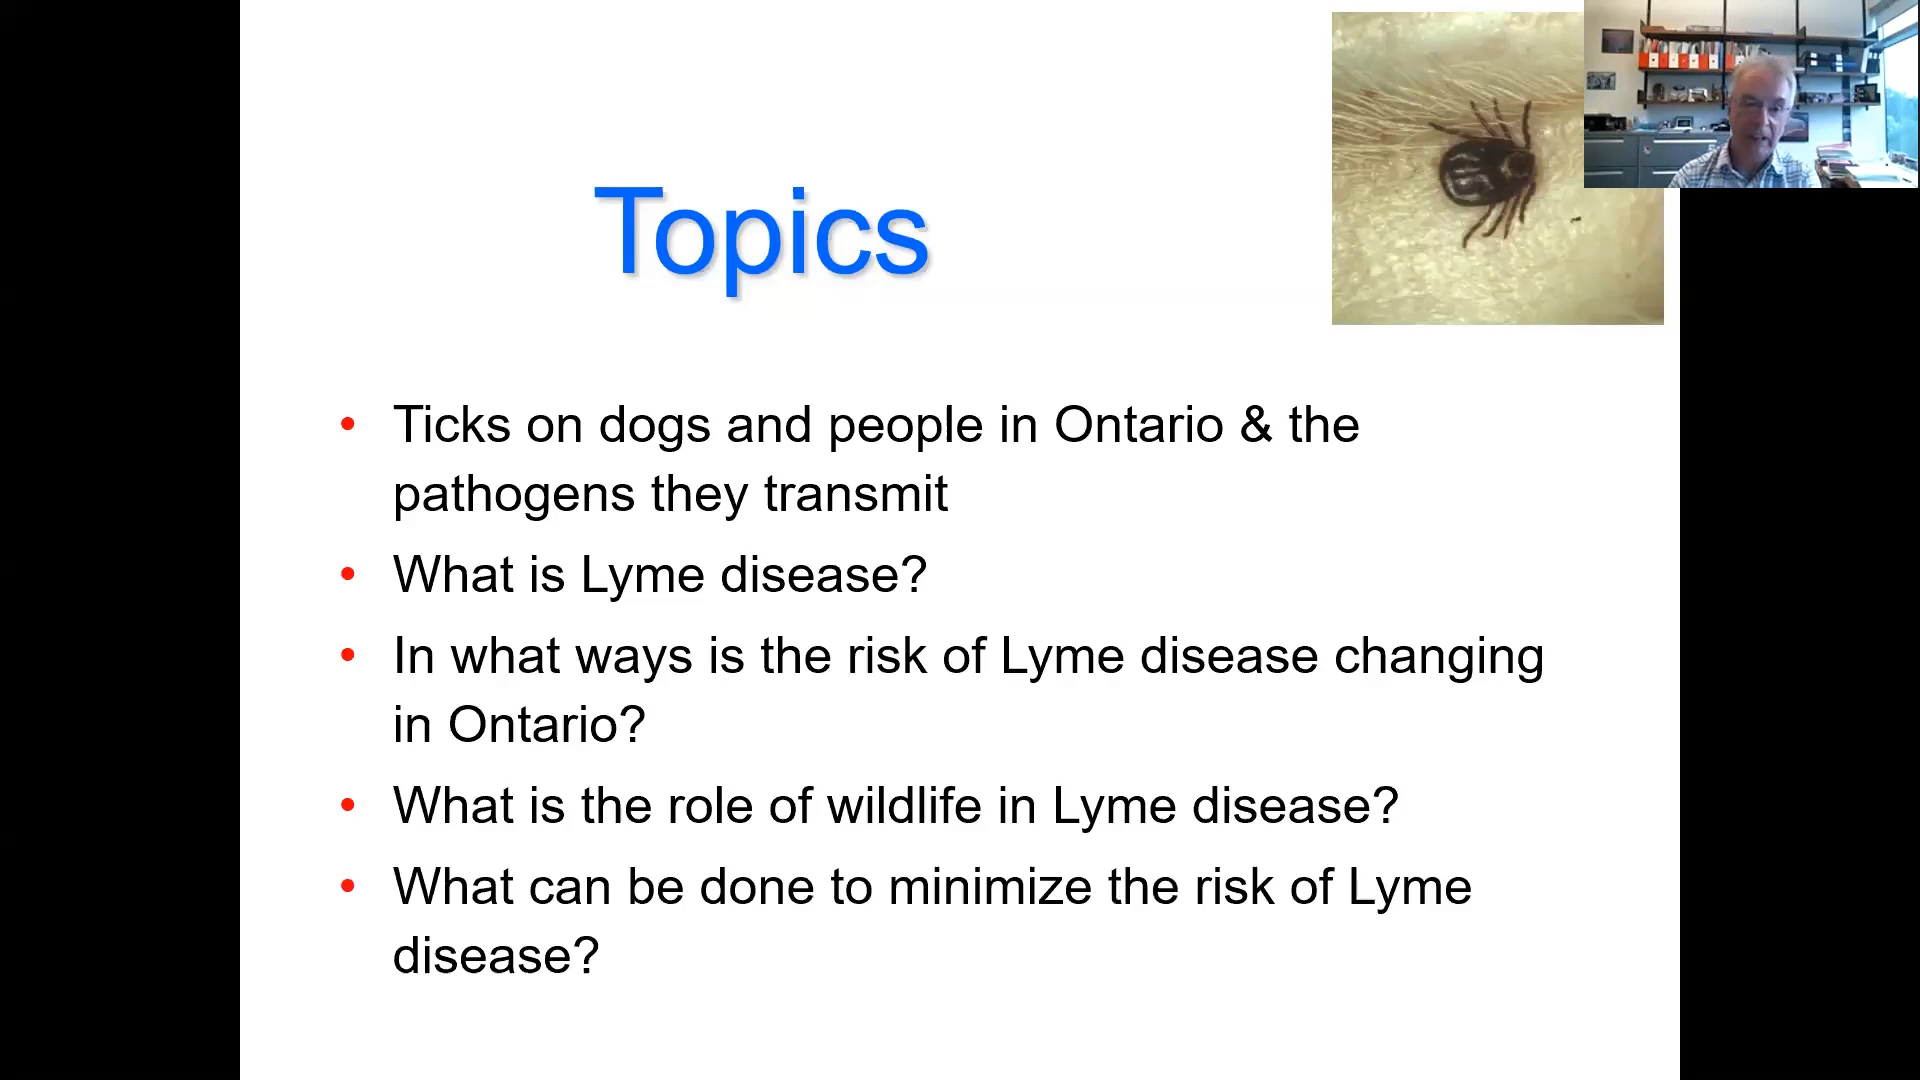 Topics
• Ticks on dogs and people in Ontario & the
pathogens they transmit
• What is Lyme disease?
• In what ways is the risk of Lyme disease changing
in Ontario?
• What is the role of wildlife in Lyme disease?
• What can be done to minimize the risk of Lyme
disease?